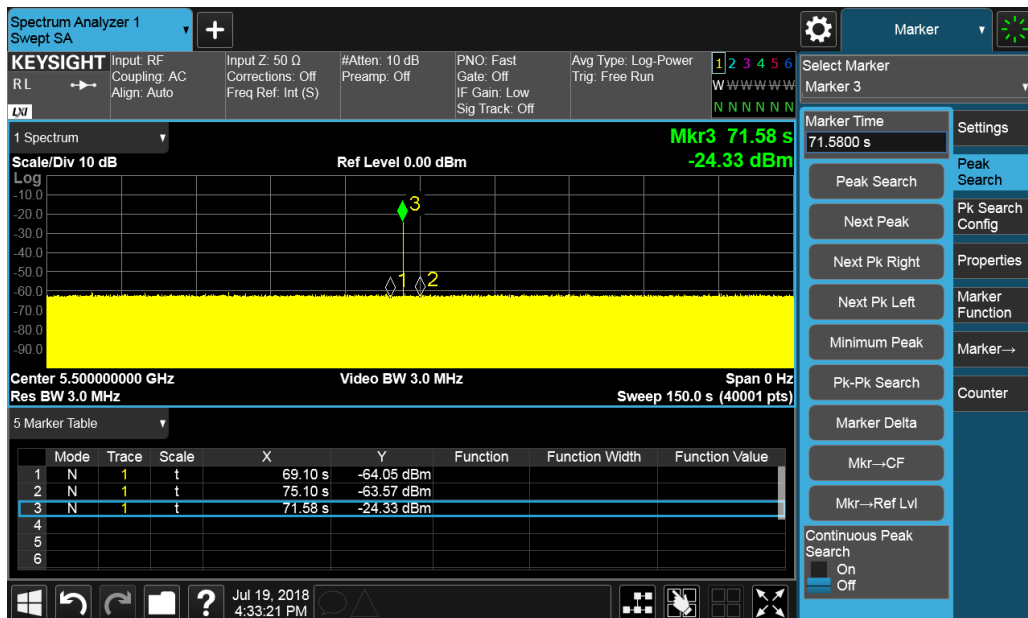 Spectrum Analyzer 1
Swept SA
+
Marker
KEYSIGHT
RL
LXI
Input: RF
Coupling: AC
Align: Auto
Input Z: 50 Ω
Corrections: Off
Freq Ref: Int (S)
#Atten: 10 dB
Preamp: Off
PNO: Fast
Gate: Off
IF Gain: Low
Sig Track: Off
Avg Type: Log-Power
Trig: Free Run
1 2 3 4 5 6
W W W W W W
N N N N N N
Select Marker
Marker 3
1 Spectrum
Mkr3 71.58 s
-24.33 dBm
Scale/Div 10 dB
Ref Level 0.00 dBm
Log
-10.0
-20.0
-30.0
-40.0
-50.0
-60.0
-70.0
-80.0
-90.0
3
1
2
Center 5.500000000 GHz
Video BW 3.0 MHz
Span 0 Hz
Res BW 3.0 MHz
Sweep 150.0 s (40001 pts)
5 Marker Table
Mode Trace Scale X Y Function Function Width Function Value
1 N 1 t 69.10 s -64.05 dBm
2 N 1 t 75.10 s -63.57 dBm
3 N 1 t 71.58 s -24.33 dBm
4
5
6
Marker Time
71.5800 s
Peak Search
Next Peak
Next Pk Right
Next Pk Left
Minimum Peak
Pk-Pk Search
Marker Delta
Mkr→CF
Mkr→Ref Lvl
Continuous Peak
Search
On
Off
Settings
Peak
Search
Pk Search
Config
Properties
Marker
Function
Marker→
Counter
?
Jul 19, 2018
4:33:21 PM